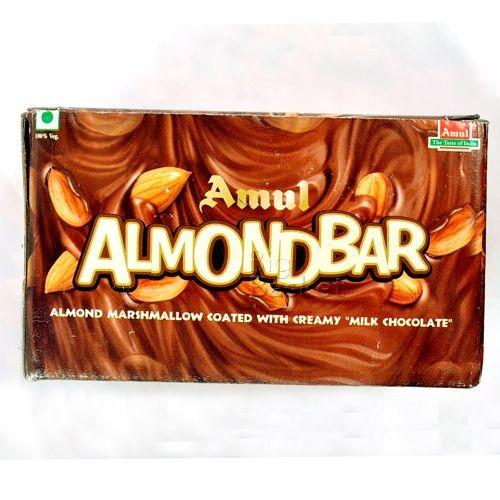 100% Veg.
Amul
The Taste of India
Amul
ALMONDBAR
ALMOND MARSHMALLOW COATED WITH CREAMY "MILK CHOCOLATE"